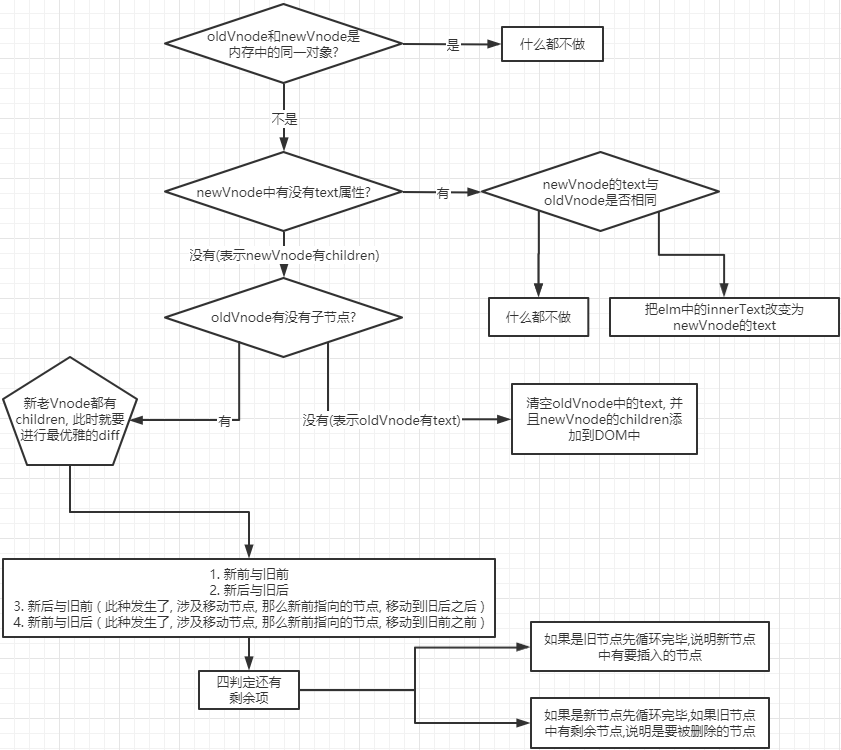 oldVnode和newVnode是
内存中的同一对象?
是
什么都不做
不是
newVnode中有没有text属性?
有
newVnode的text与
oldVnode是否相同
没有(表示newVnode有children)
什么都不做
把elm中的innerText改变为
newVnode的text
oldVnode有没有子节点?
新老Vnode都有
children, 此时就要
进行最优雅的diff
有
没有(表示oldVnode有text)
清空oldVnode中的text, 并
且newVnode的children添
加到DOM中
1. 新前与旧前
2. 新后与旧后
3. 新后与旧前 ( 此种发生了, 涉及移动节点, 那么新前指向的节点, 移动到旧后之后 )
4. 新前与旧后 ( 此种发生了, 涉及移动节点, 那么新前指向的节点, 移动到旧前之前 )
四判定还有
剩余项
如果是旧节点先循环完毕,说明新节点
中有要插入的节点
如果是新节点先循环完毕,如果旧节点
中有剩余节点,说明是要被删除的节点